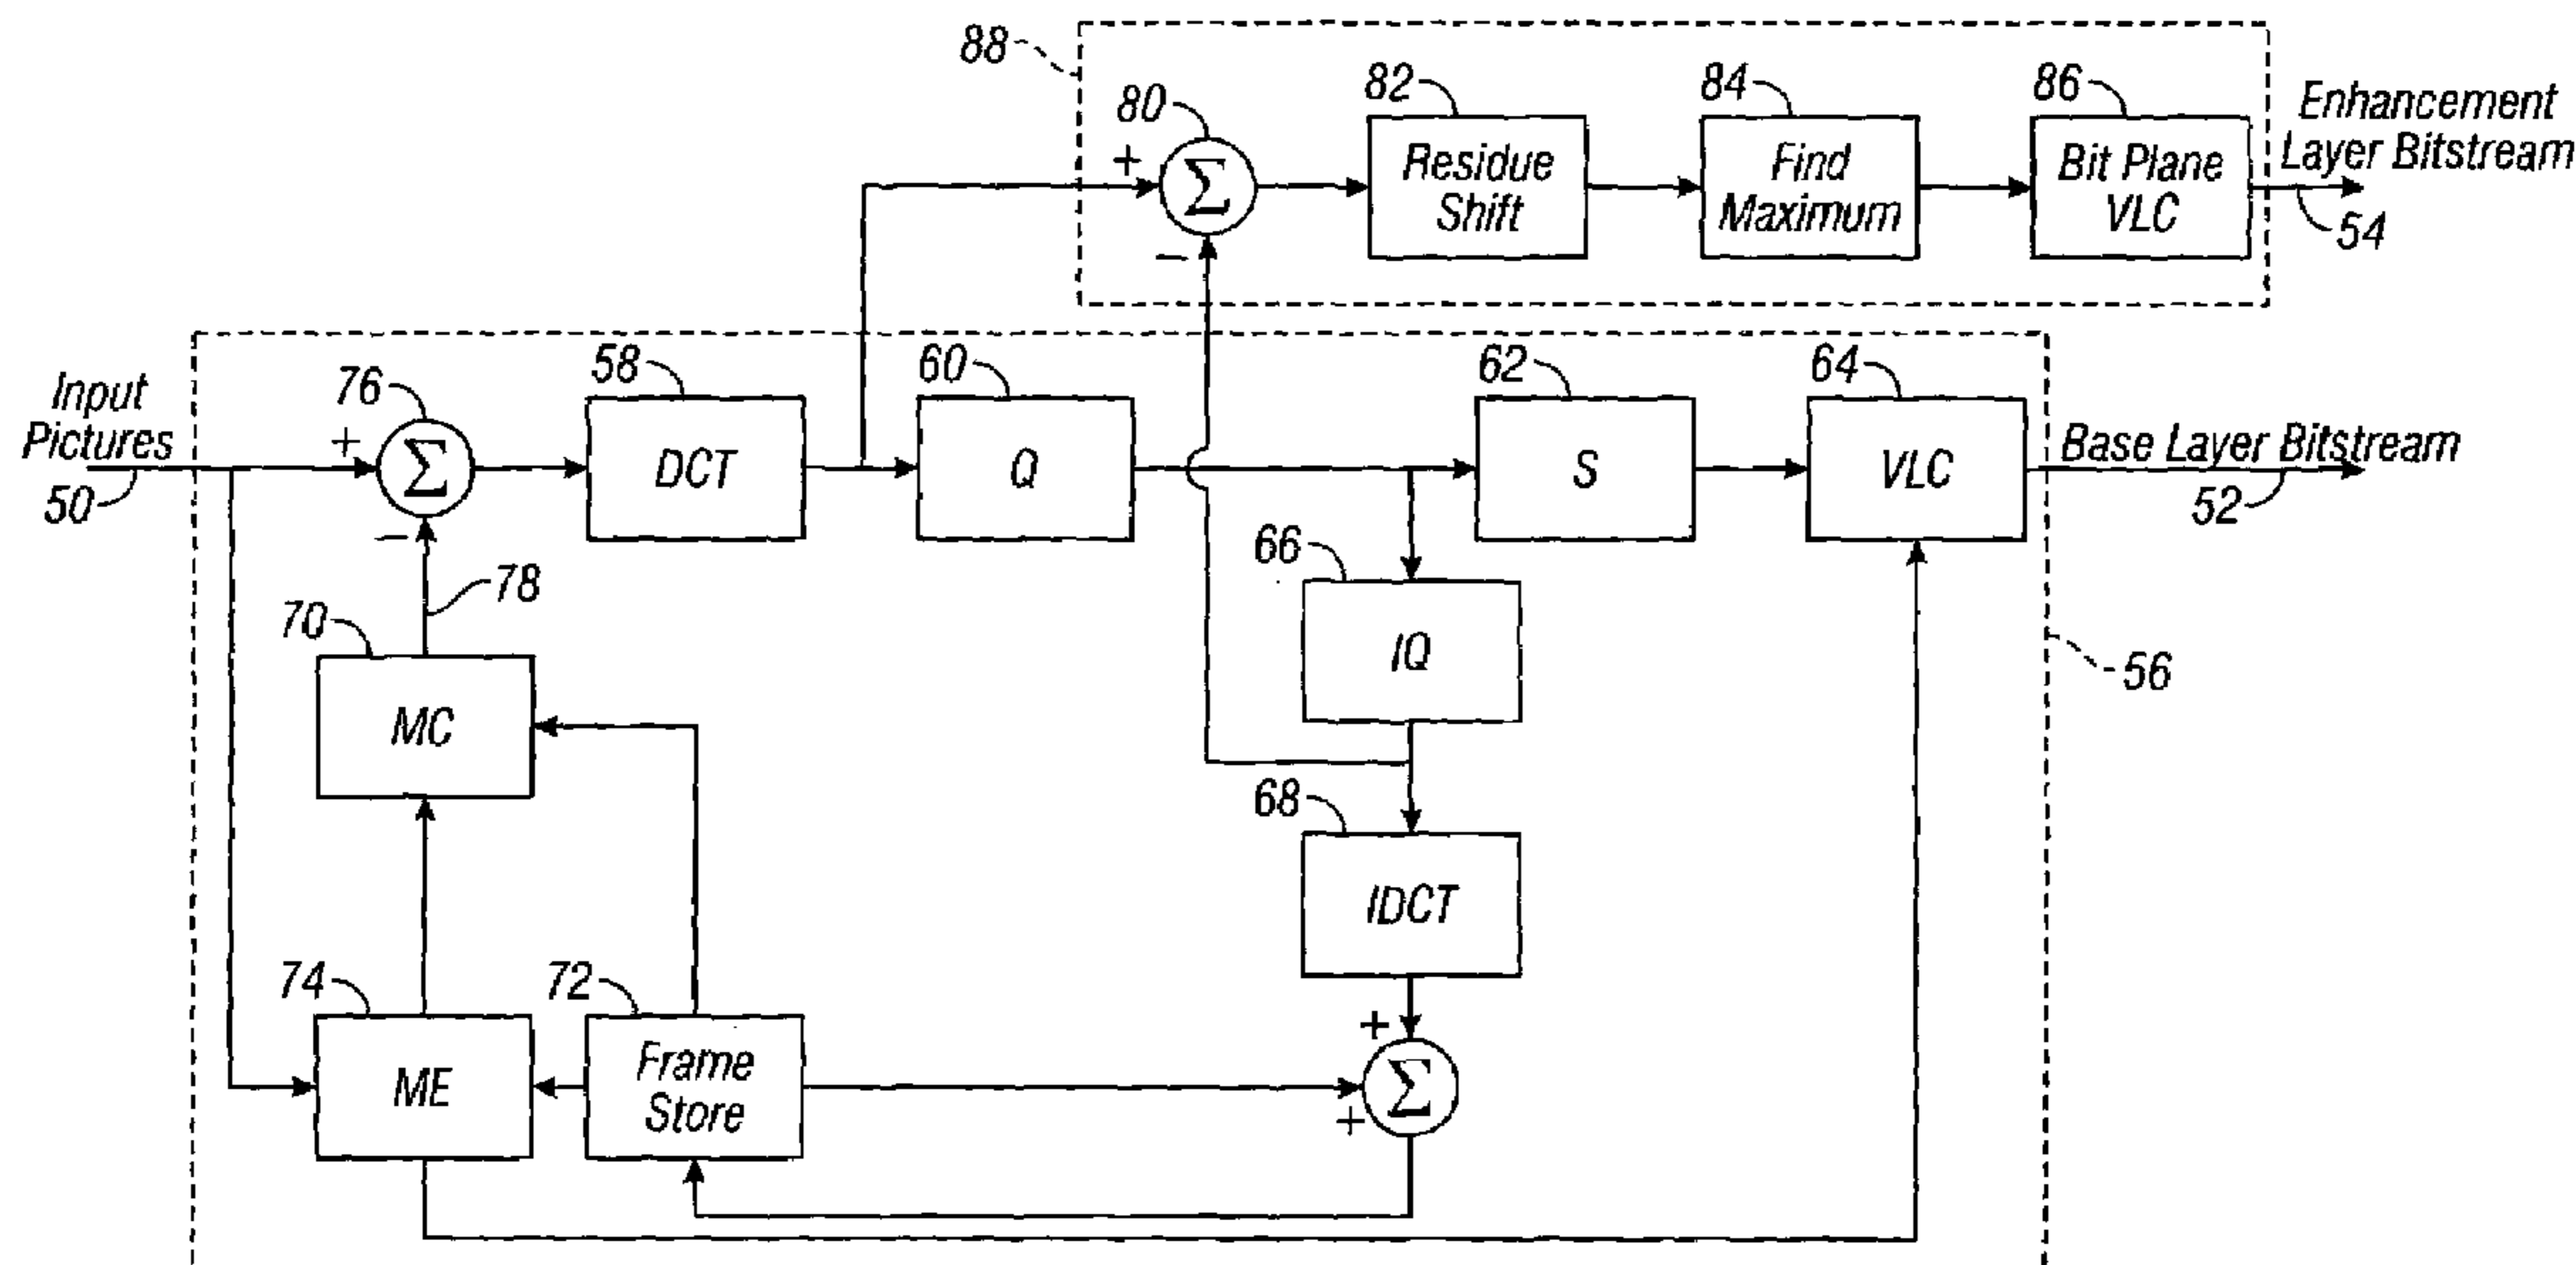 88
80
82
84
86
Enhancement
Layer Bitstream
+
Σ
Residue
Shift
Find
Maximum
Bit Plane
VLC
54
−
Input
Pictures
50
76
+
Σ
−
58
DCT
60
Q
62
S
64
VLC
Base Layer Bitstream
52
78
66
IQ
56
70
MC
68
IDCT
74
ME
72
Frame
Store
+
Σ
+